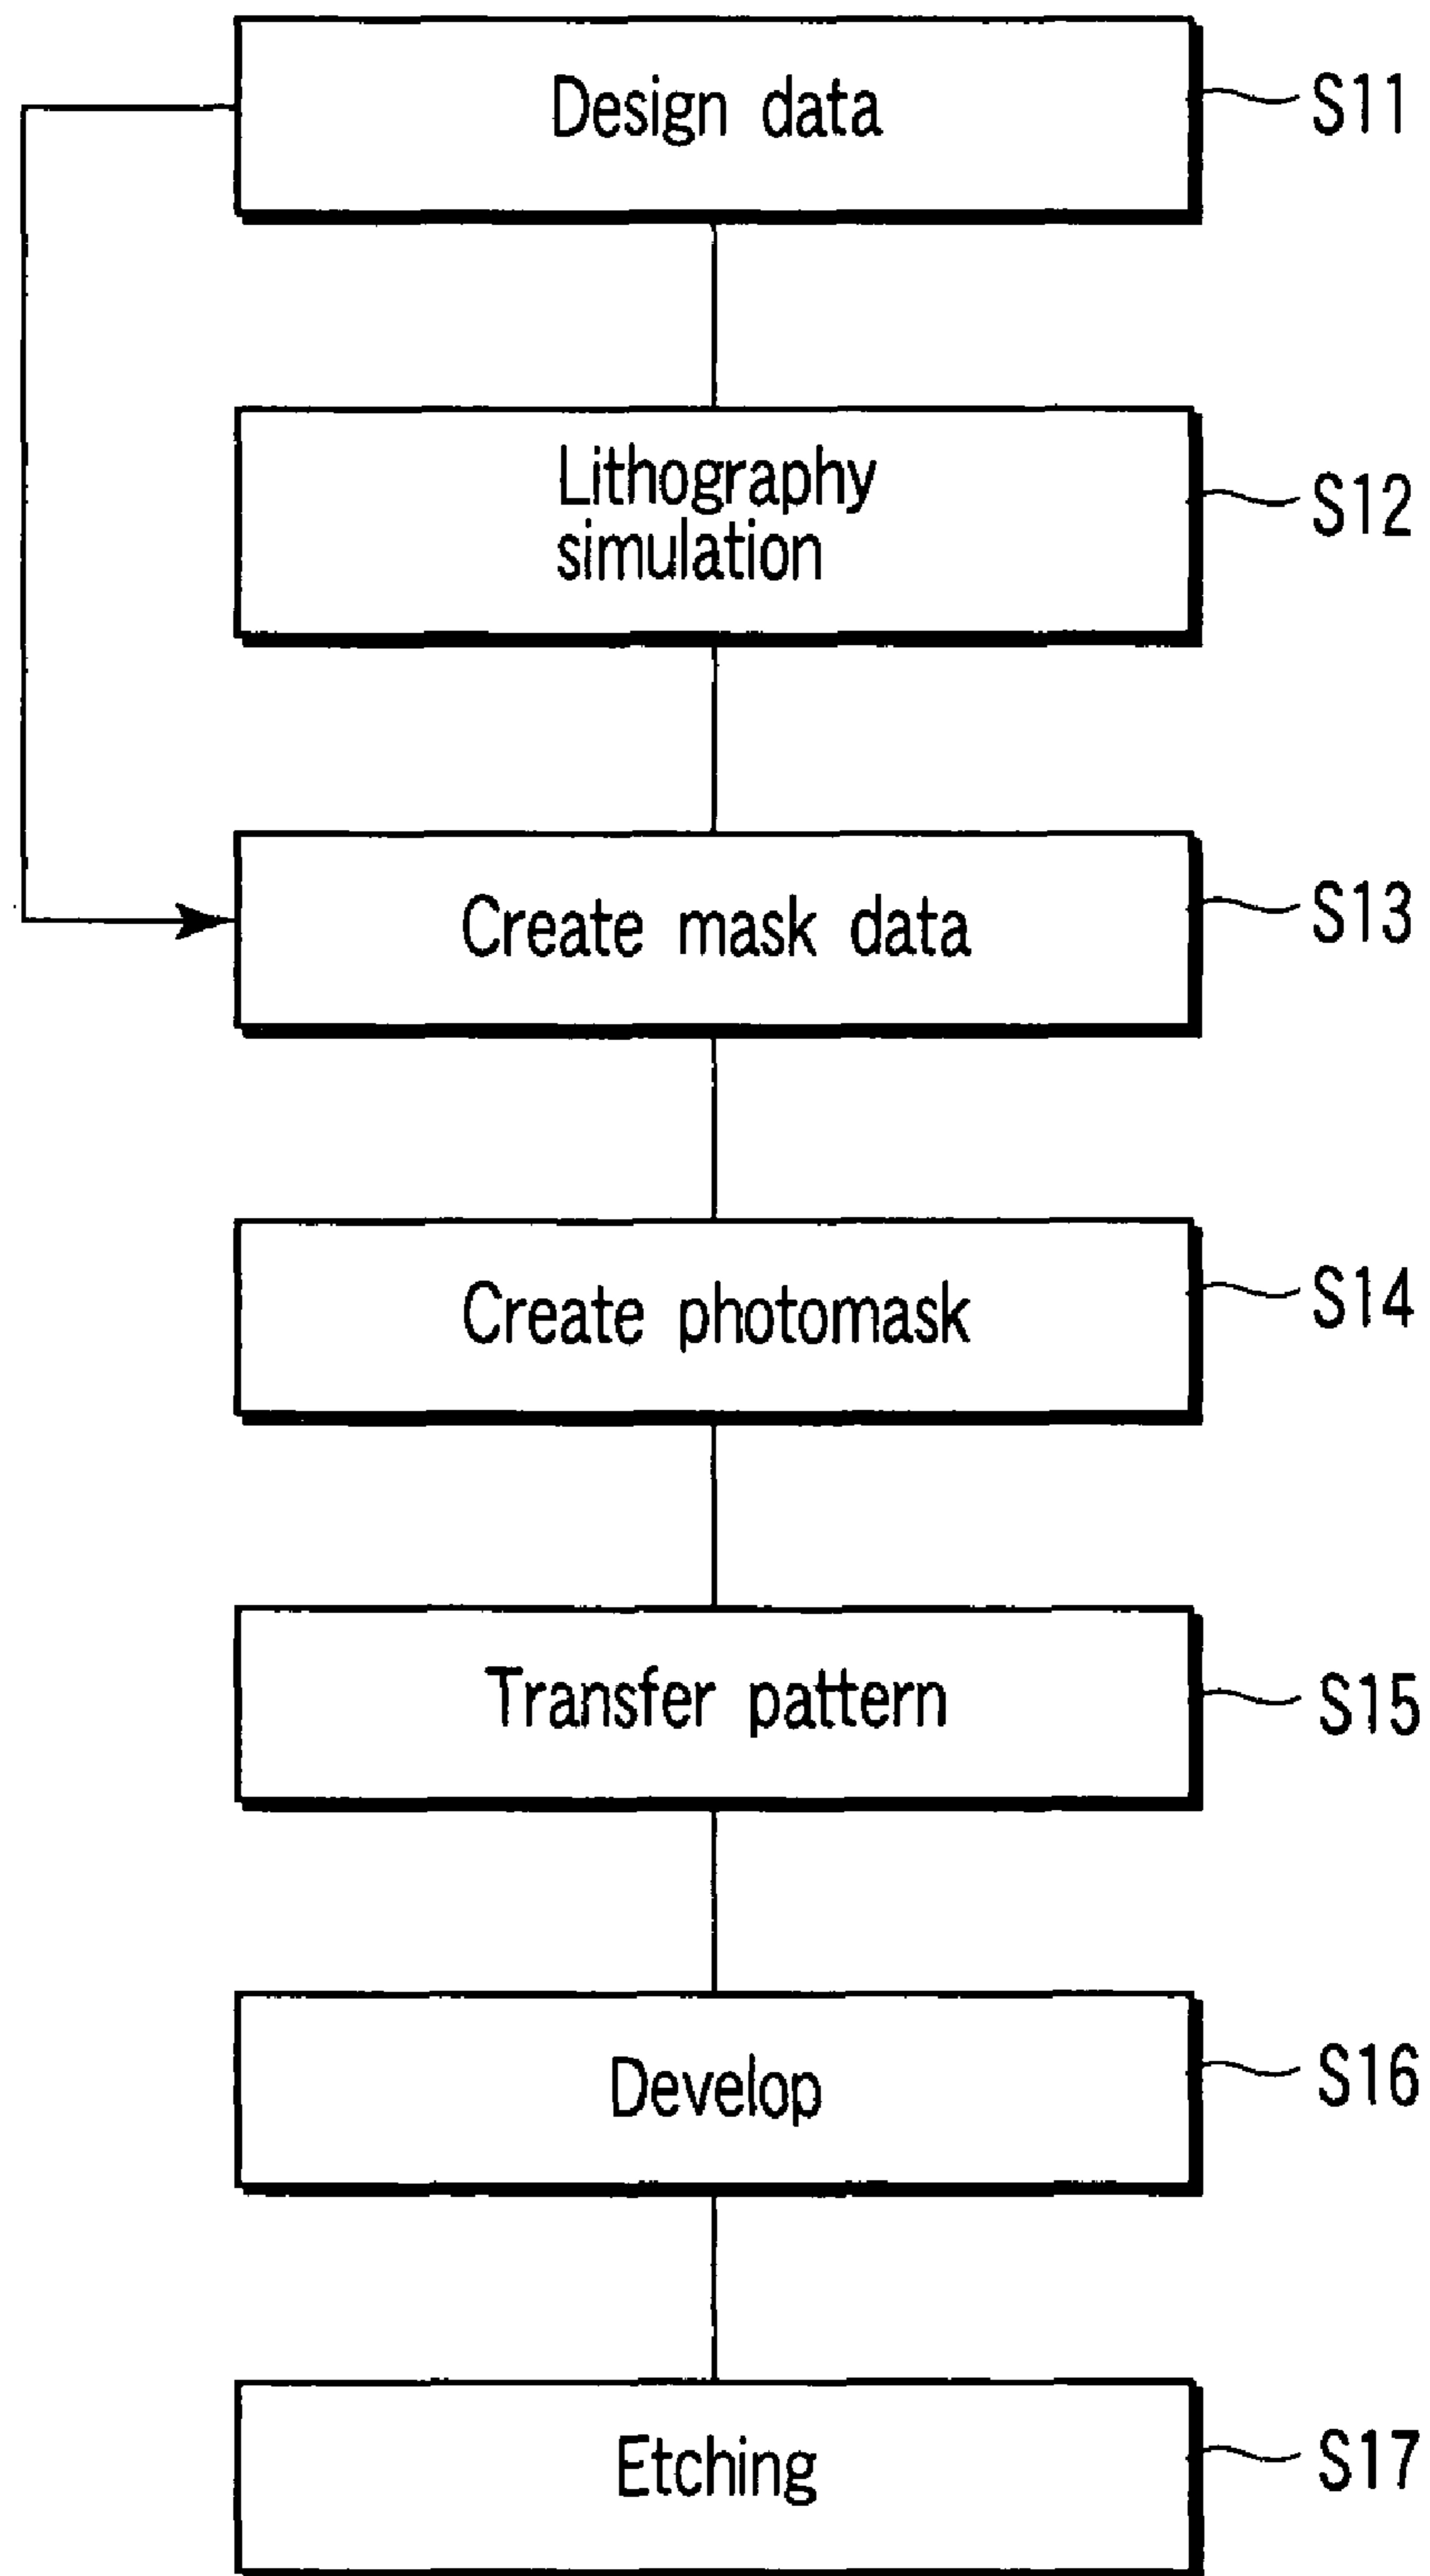 Design data
S11
Lithography
simulation
S12
Create mask data
S13
Create photomask
S14
Transfer pattern
S15
Develop
S16
Etching
S17